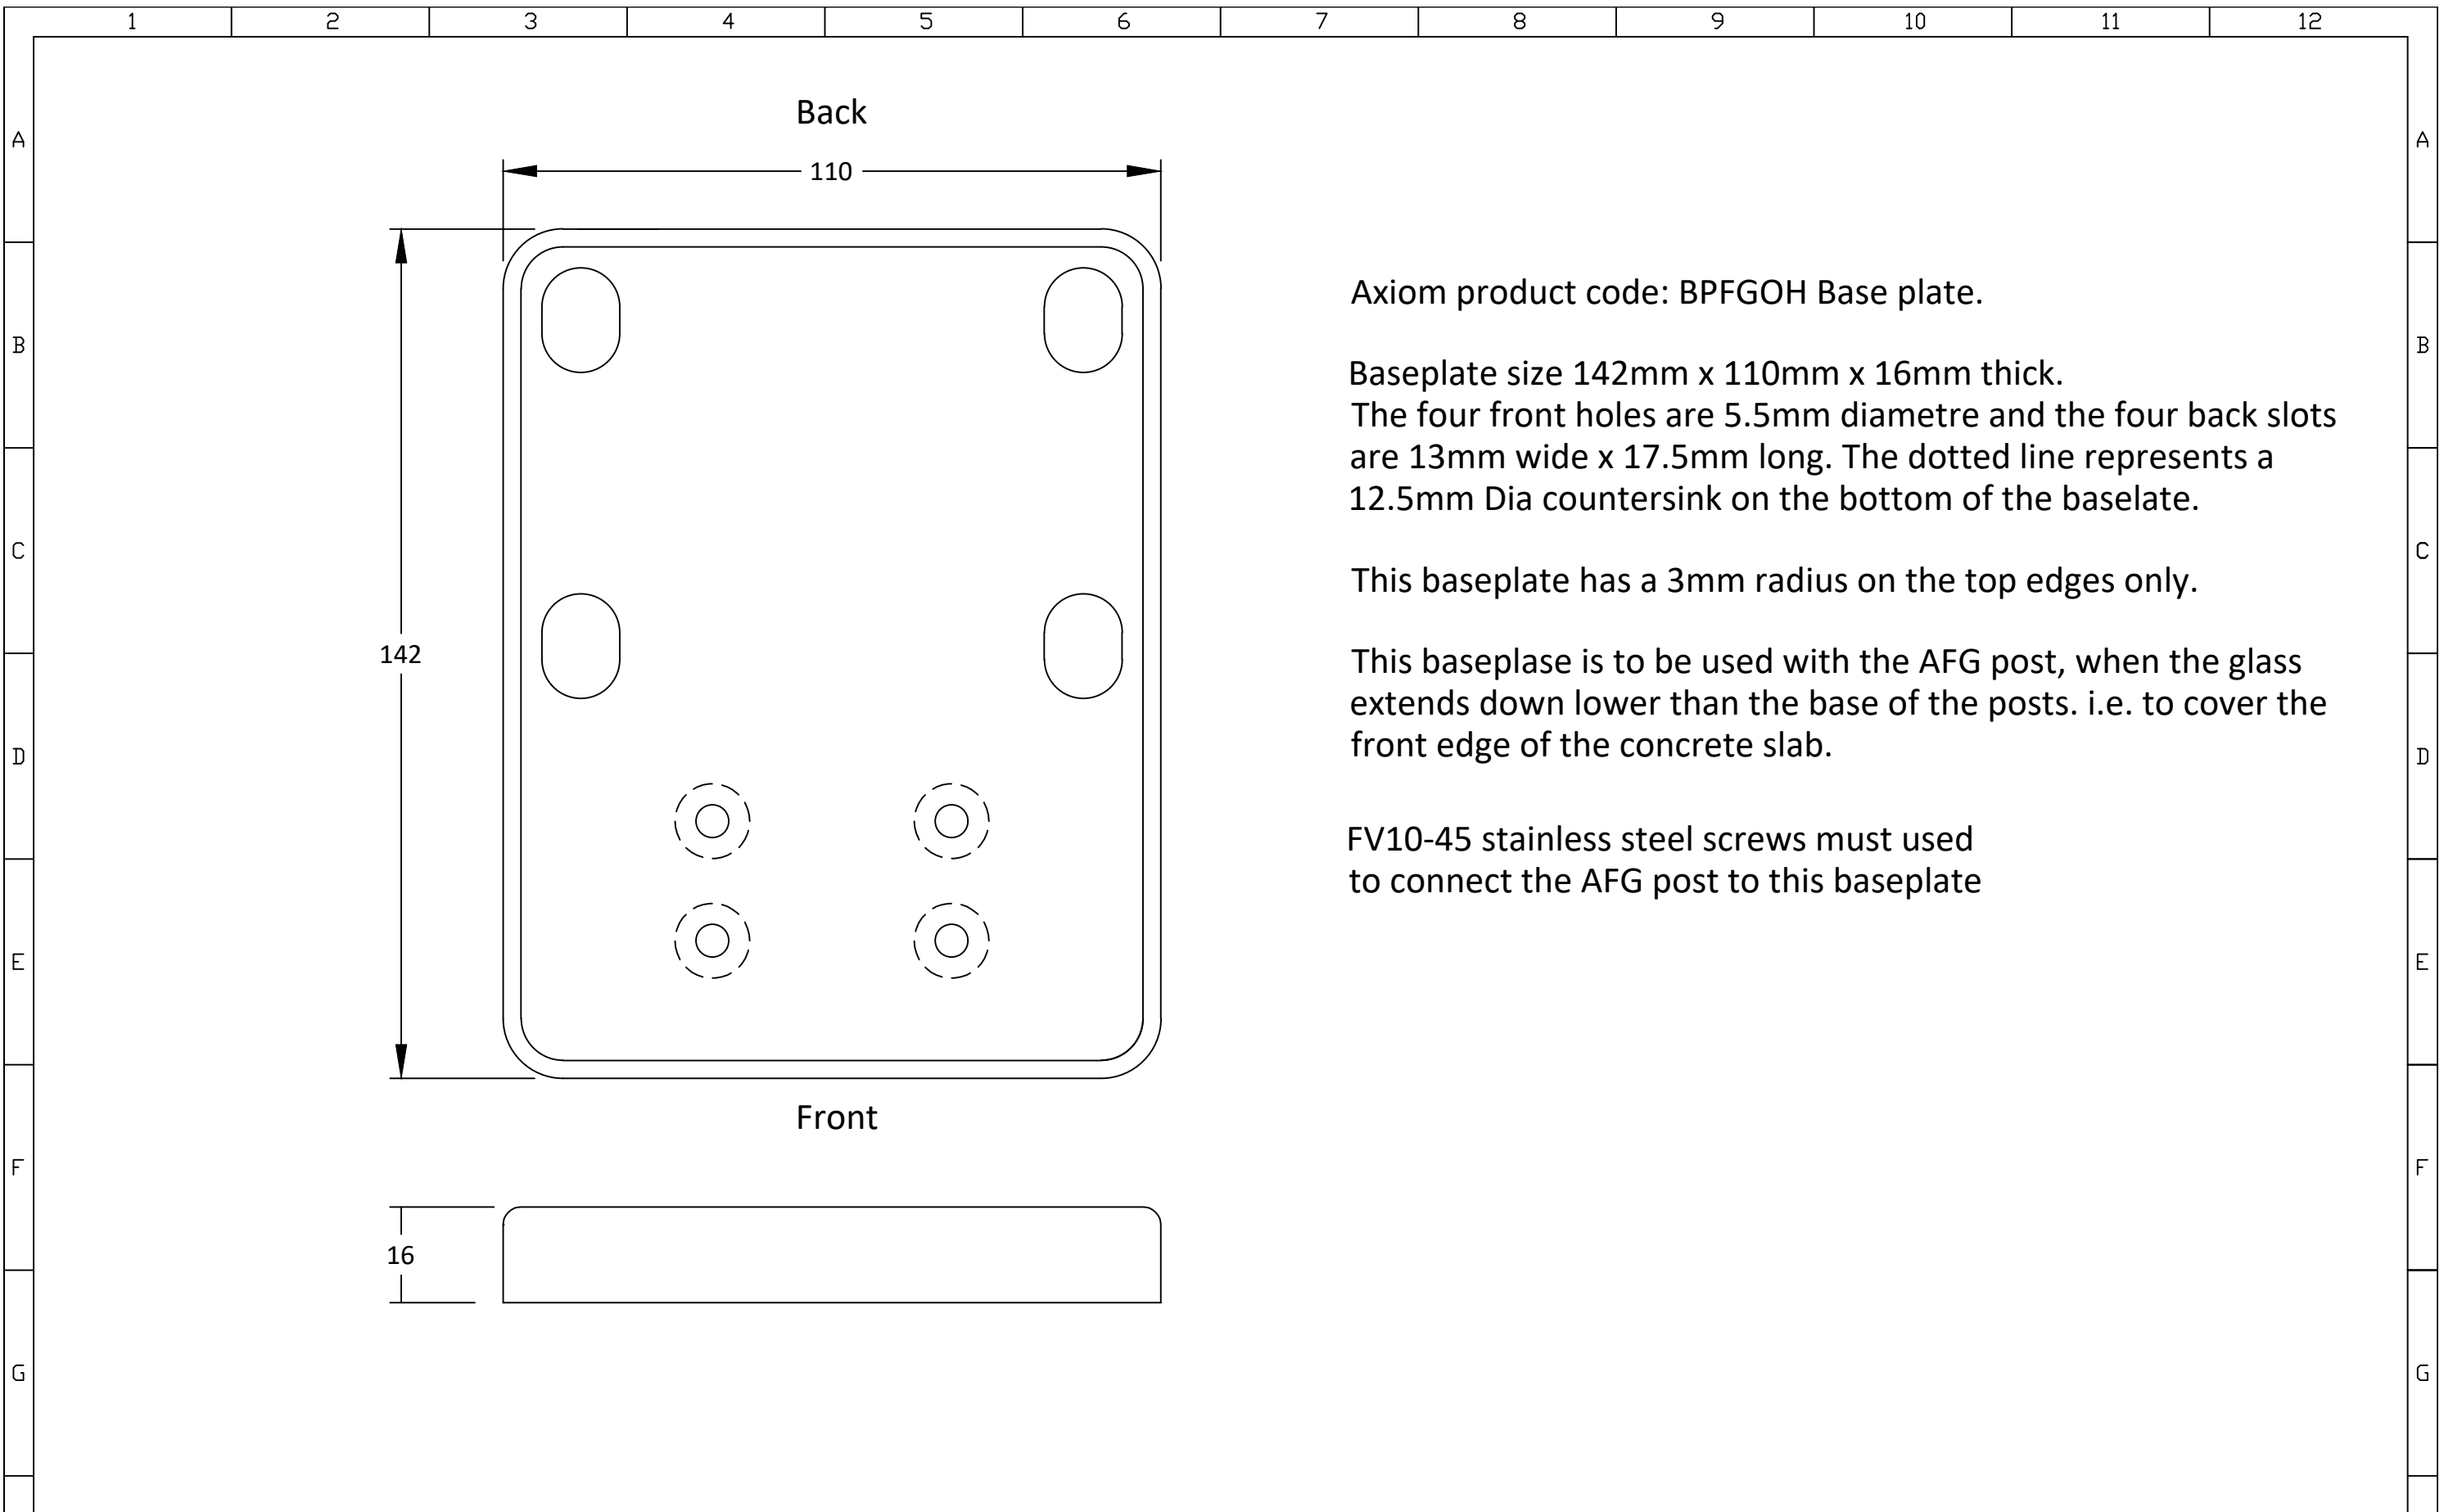 1 2 3 4 5 6 7 8 9 10 11 12
Back
A A
110
Axiom product code: BPFGOH Base plate.
B B
Baseplate size 142mm x 110mm x 16mm thick.
The four front holes are 5.5mm diametre and the four back slots
are 13mm wide x 17.5mm long. The dotted line represents a
12.5mm Dia countersink on the bottom of the baselate.
C C
This baseplate has a 3mm radius on the top edges only.
142
This baseplase is to be used with the AFG post, when the glass
extends down lower than the base of the posts. i.e. to cover the
front edge of the concrete slab.
D D
FV10-45 stainless steel screws must used
to connect the AFG post to this baseplate
E E
Front
F F
16
G G